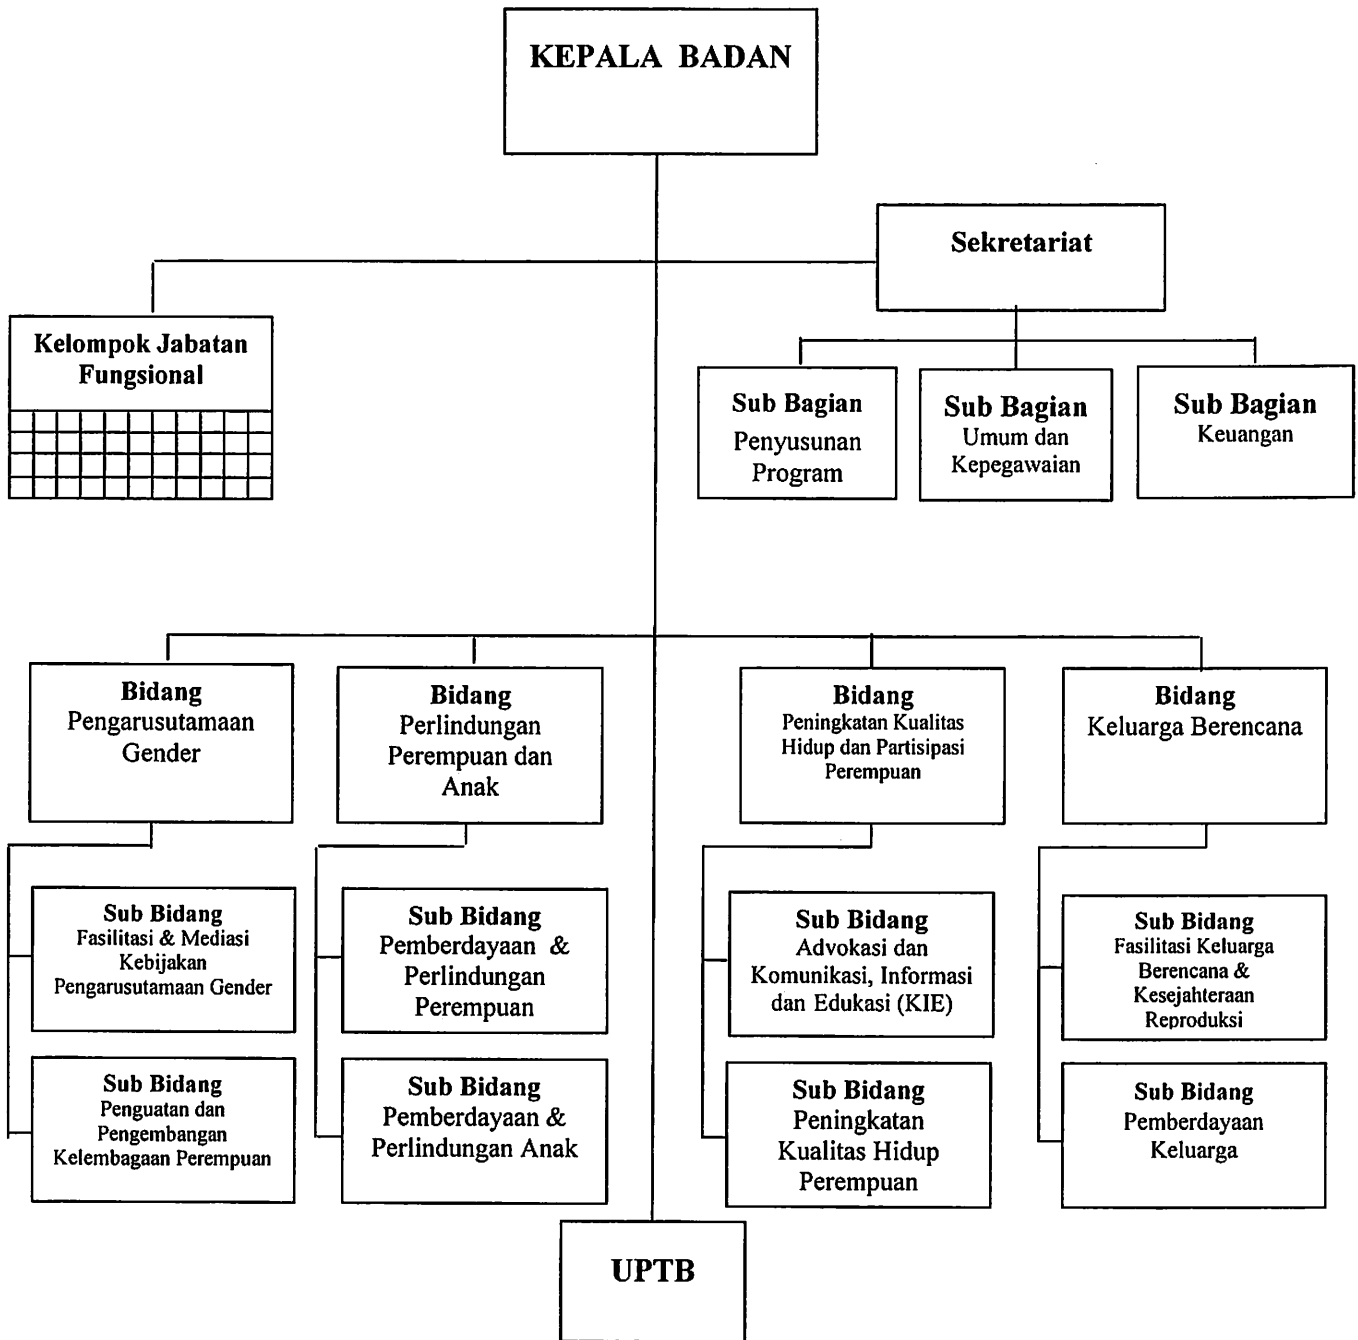 KEPALA BADAN
Sekretariat
Kelompok Jabatan
Fungsional
Sub Bagian
Penyusunan
Program
Sub Bagian
Umum dan
Kepegawaian
Sub Bagian
Keuangan
Bidang
Pengarusutamaan
Gender
Bidang
Perlindungan
Perempuan dan
Anak
Bidang
Peningkatan Kualitas
Hidup dan Partisipasi
Perempuan
Bidang
Keluarga Berencana
Sub Bidang
Fasilitasi & Mediasi
Kebijakan
Pengarusutamaan Gender
Sub Bidang
Pemberdayaan &
Perlindungan
Perempuan
Sub Bidang
Advokasi dan
Komunikasi, Informasi
dan Edukasi (KIE)
Sub Bidang
Fasilitasi Keluarga
Berencana &
Kesejahteraan
Reproduksi
Sub Bidang
Penguatan dan
Pengembangan
Kelembagaan Perempuan
Sub Bidang
Pemberdayaan &
Perlindungan Anak
Sub Bidang
Peningkatan
Kualitas Hidup
Perempuan
Sub Bidang
Pemberdayaan
Keluarga
UPTB